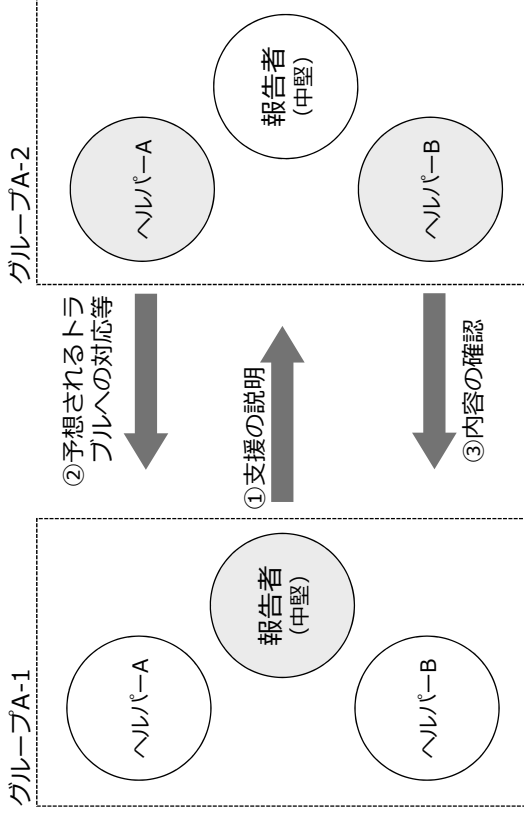 グループA-1
ヘルパーA
報告者
(中堅)
ヘルパーB
②予想されるトラ
ブルへの対応等
①支援の説明
③内容の確認
グループA-2
ヘルパーA
報告者
(中堅)
ヘルパーB